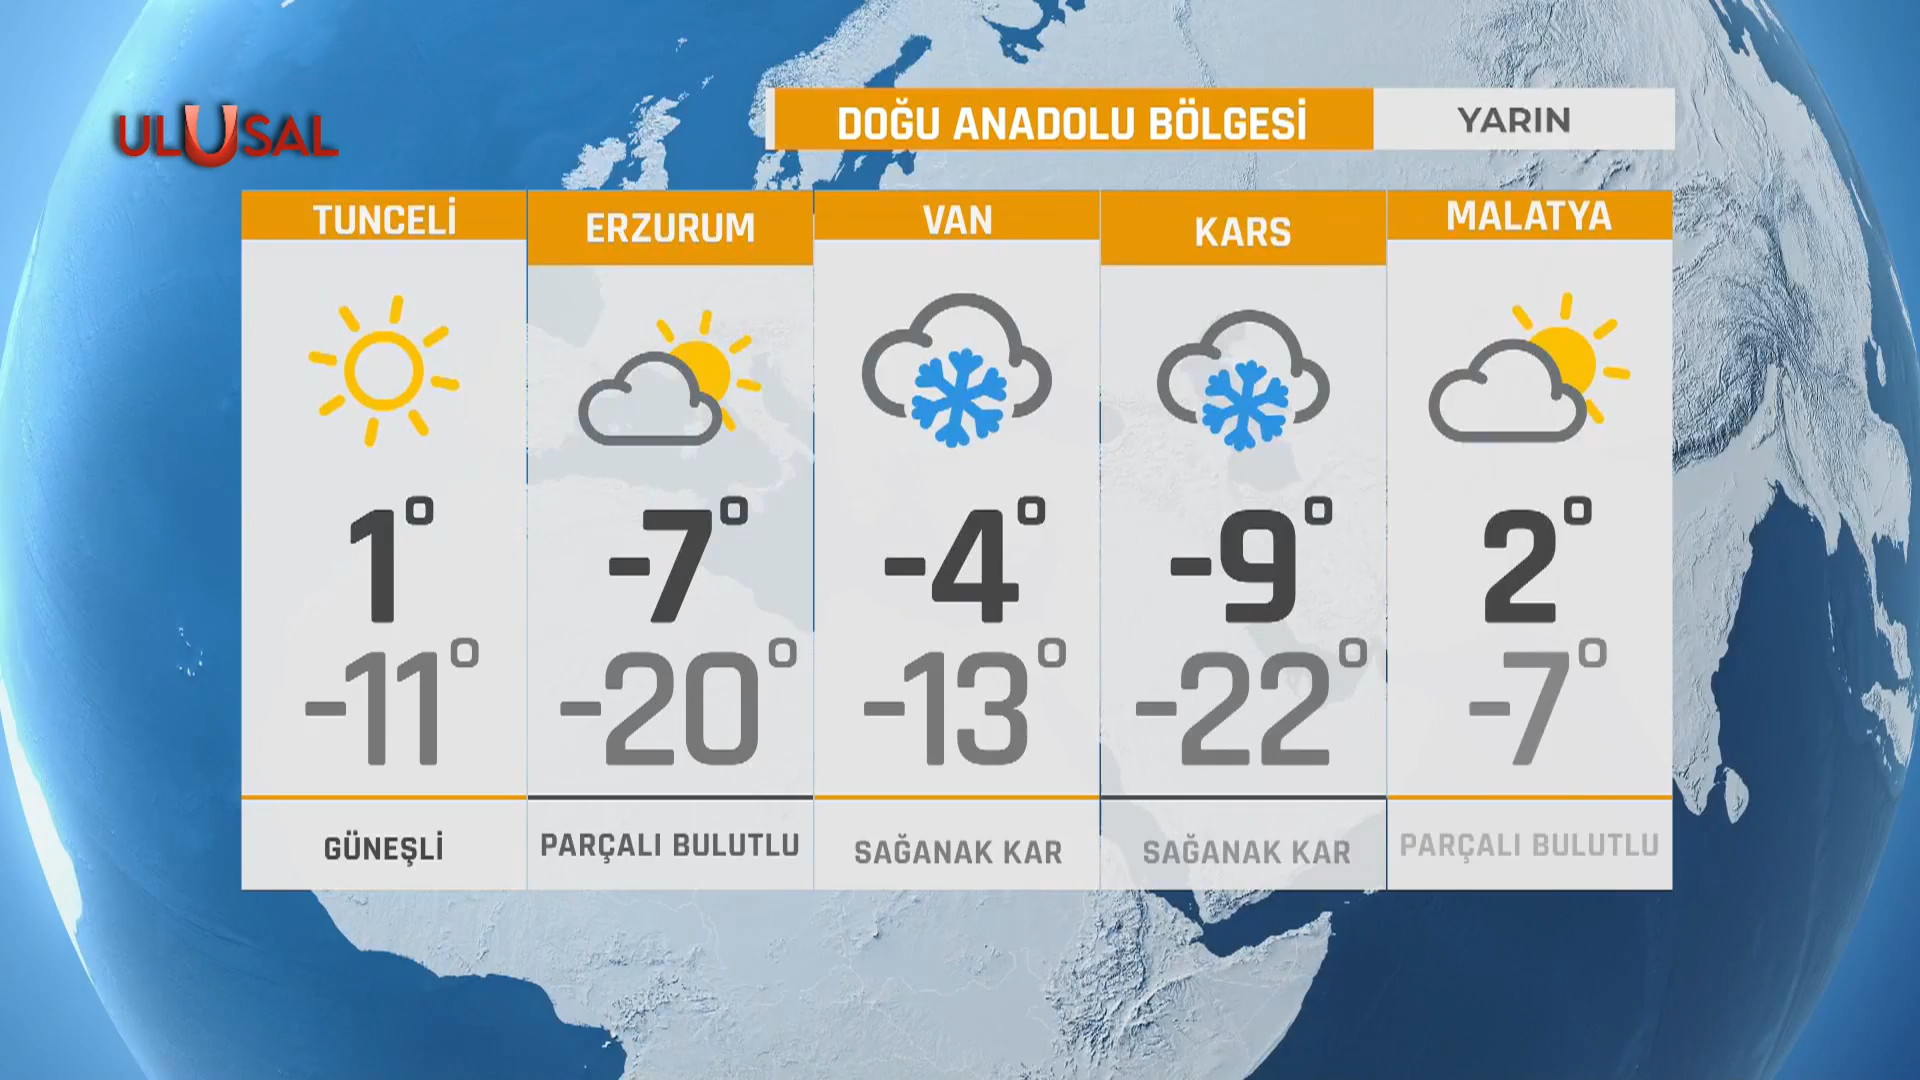 ULUSAL
DOĞU ANADOLU BÖLGESİ YARIN
TUNCELİ ERZURUM VAN KARS MALATYA
1° -7° -4° -9° 2°
-11° -20° -13° -22° -7°
GÜNEŞLİ PARÇALI BULUTLU SAĞANAK KAR SAĞANAK KAR PARÇALI BULUTLU